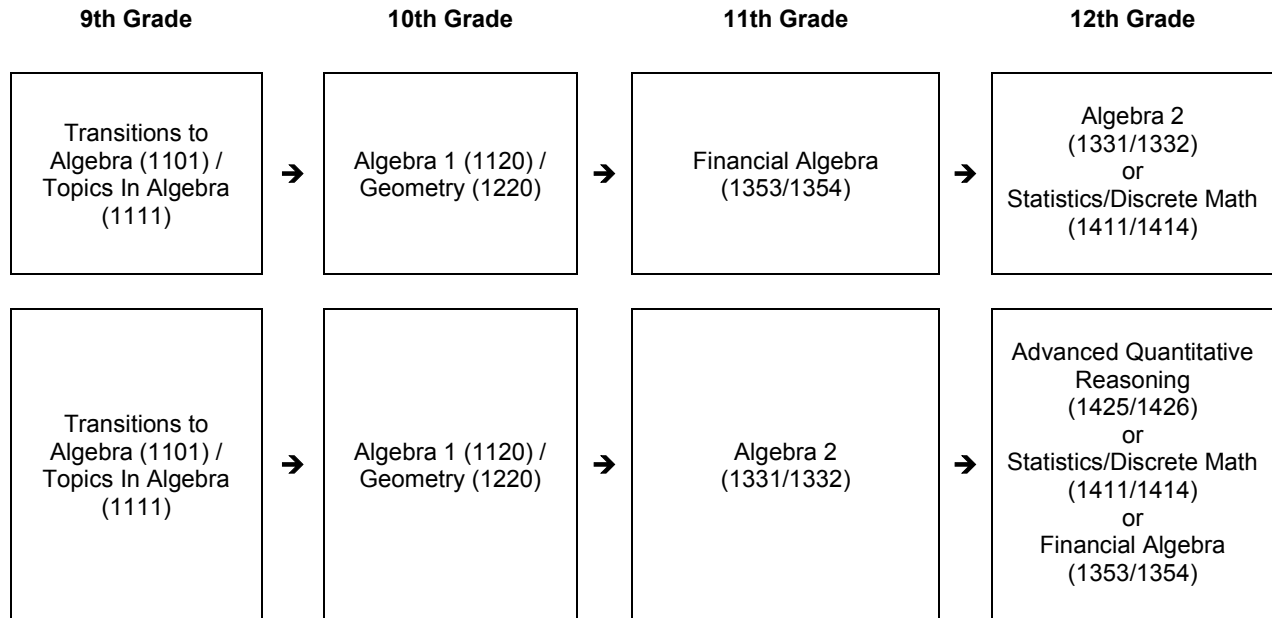 9th Grade
10th Grade
11th Grade
12th Grade
Transitions to
Algebra (1101) /
Topics In Algebra
(1111)
➔
Algebra 1 (1120) /
Geometry (1220)
➔
Financial Algebra
(1353/1354)
➔
Algebra 2
(1331/1332)
or
Statistics/Discrete Math
(1411/1414)
Transitions to
Algebra (1101) /
Topics In Algebra
(1111)
➔
Algebra 1 (1120) /
Geometry (1220)
➔
Algebra 2
(1331/1332)
➔
Advanced Quantitative
Reasoning
(1425/1426)
or
Statistics/Discrete Math
(1411/1414)
or
Financial Algebra
(1353/1354)